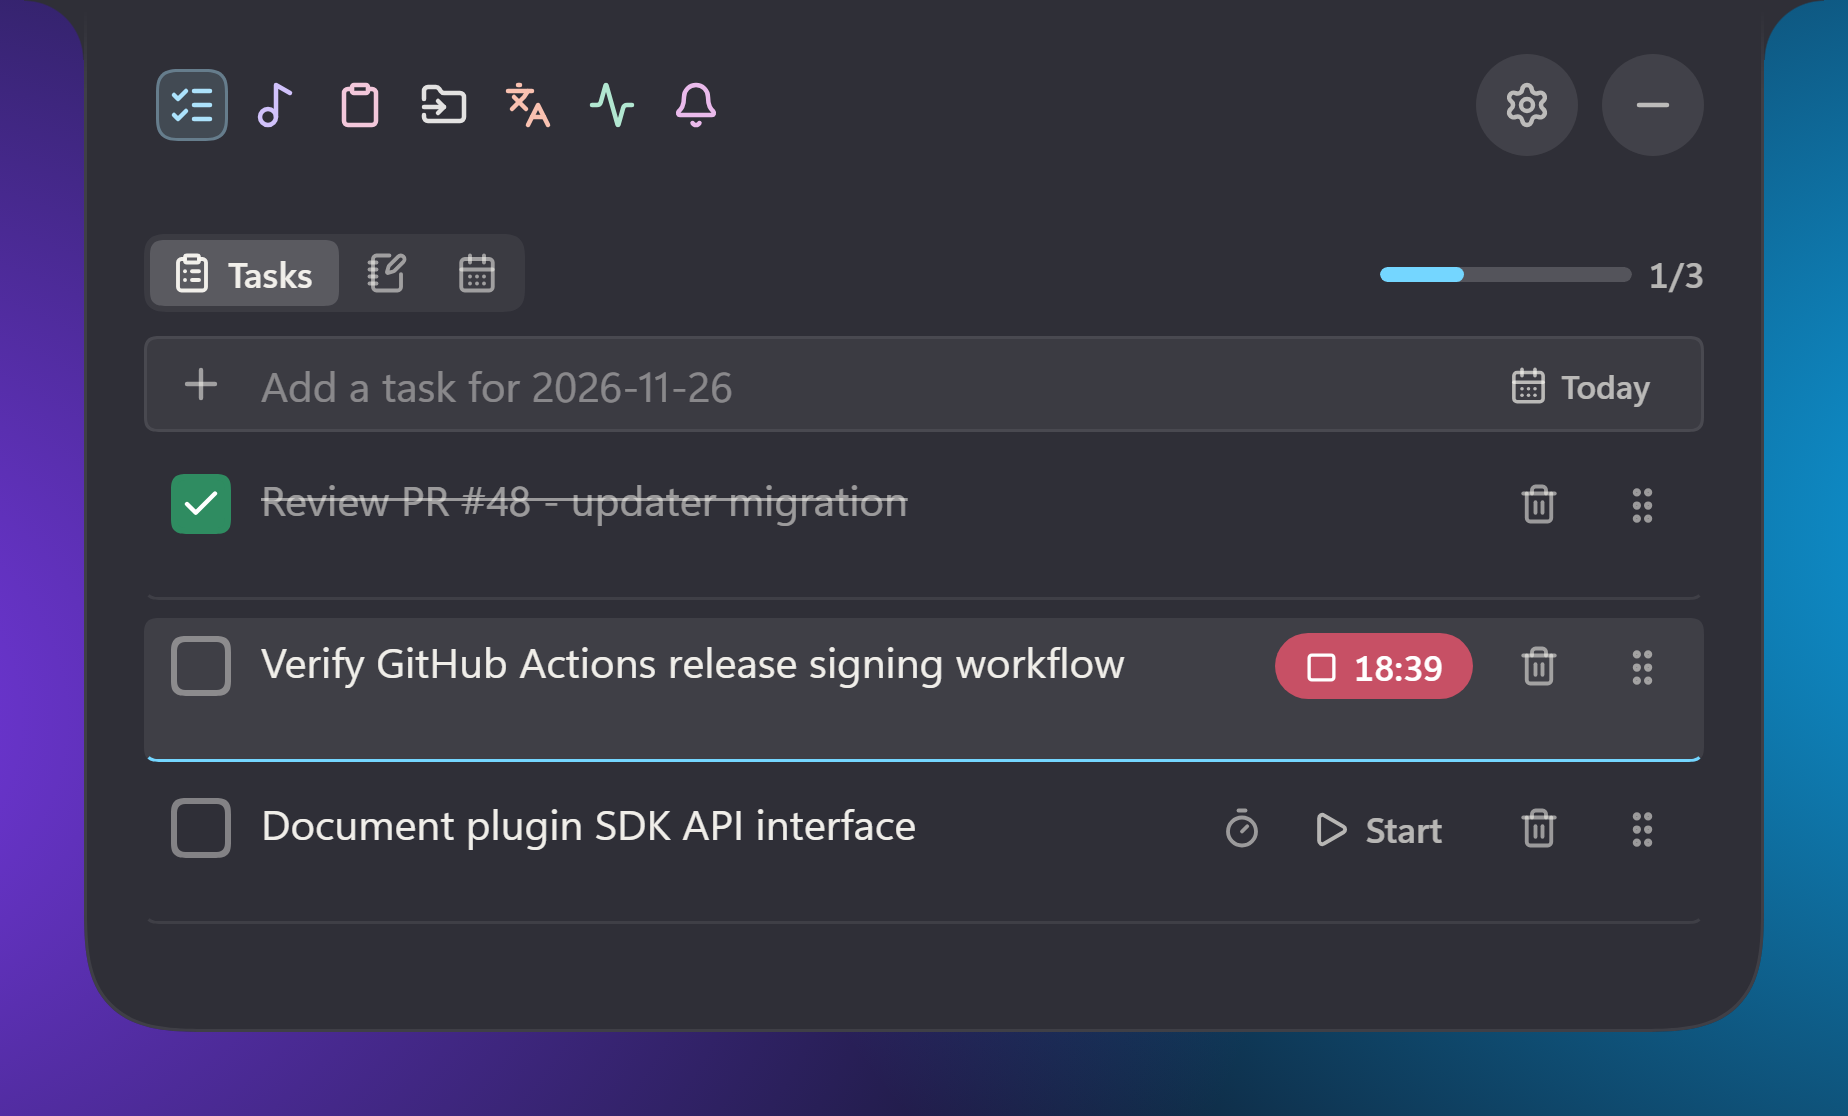 Tasks
1/3
Add a task for 2026-11-26
Today
Review PR #48 - updater migration
Verify GitHub Actions release signing workflow
18:39
Document plugin SDK API interface
Start